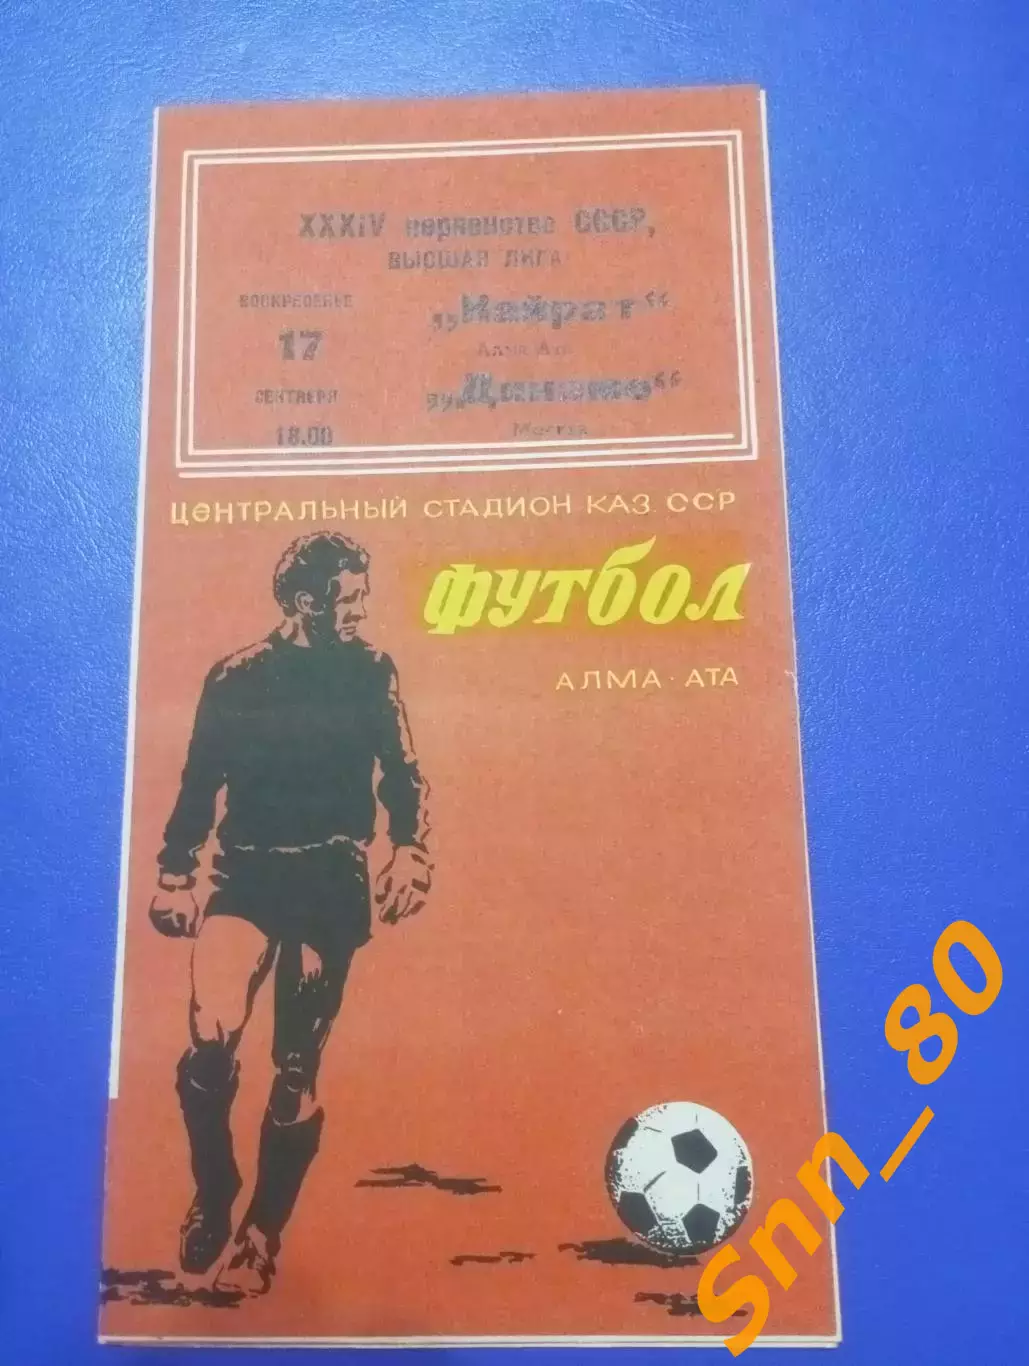 XXXIV первенство СССР,
ВЫСШАЯ ЛИГА
ВОСКРЕСЕНЬЕ
17
СЕНТЯБРЯ
18.00
„Кайрат“
Алма-Ата
„Динамо“
Москва
ЦЕНТРАЛЬНЫЙ СТАДИОН КАЗ. ССР
ФУТБОЛ
АЛМА·АТА
snn_80